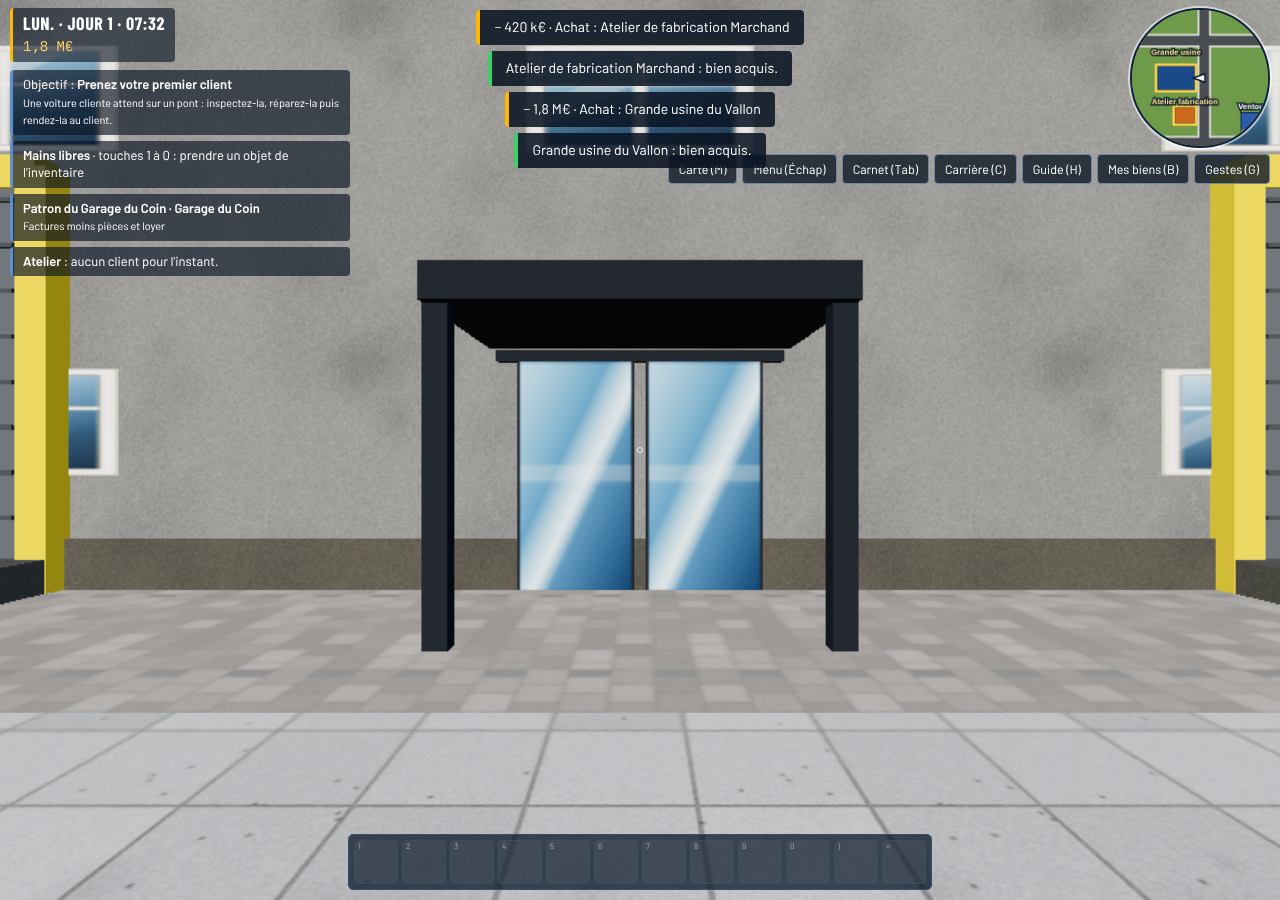 LUN. · JOUR 1 · 07:32
1,8 M€
Objectif : Prenez votre premier client
Une voiture cliente attend sur un pont : inspectez-la, réparez-la puis
rendez-la au client.
Mains libres · touches 1 à 0 : prendre un objet de
l'inventaire
Patron du Garage du Coin · Garage du Coin
Factures moins pièces et loyer
Atelier : aucun client pour l'instant.
− 420 k€ · Achat : Atelier de fabrication Marchand
Atelier de fabrication Marchand : bien acquis.
− 1,8 M€ · Achat : Grande usine du Vallon
Grande usine du Vallon : bien acquis.
Grande usine
Atelier fabrication
Carte (M)
Menu (Échap)
Carnet (Tab)
Carrière (C)
Guide (H)
Mes biens (B)
Gestes (G)
1 2 3 4 5 6 7 8 9 0 ) =